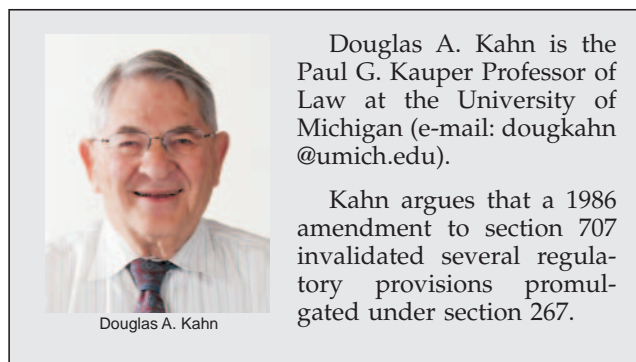 Douglas A. Kahn is the
Paul G. Kauper Professor of
Law at the University of
Michigan (e-mail: dougkahn
@umich.edu).
Kahn argues that a 1986
amendment to section 707
invalidated several regula-
tory provisions promul-
gated under section 267.
Douglas A. Kahn